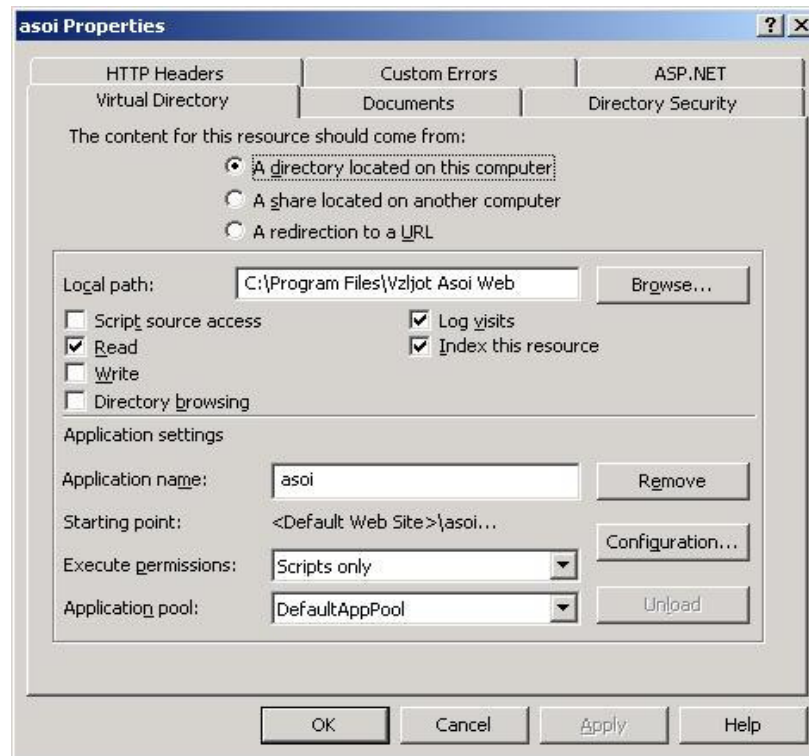 asoi Properties
HTTP Headers
Custom Errors
ASP.NET
Virtual Directory
Documents
Directory Security
The content for this resource should come from:
A directory located on this computer
A share located on another computer
A redirection to a URL
Local path:
C:\Program Files\Vzljot Asoi Web
Browse...
Script source access
Log visits
Read
Index this resource
Write
Directory browsing
Application settings
Application name:
asoi
Remove
Starting point:
<Default Web Site>\asoi...
Configuration...
Execute permissions:
Scripts only
Application pool:
DefaultAppPool
Unload
OK
Cancel
Apply
Help